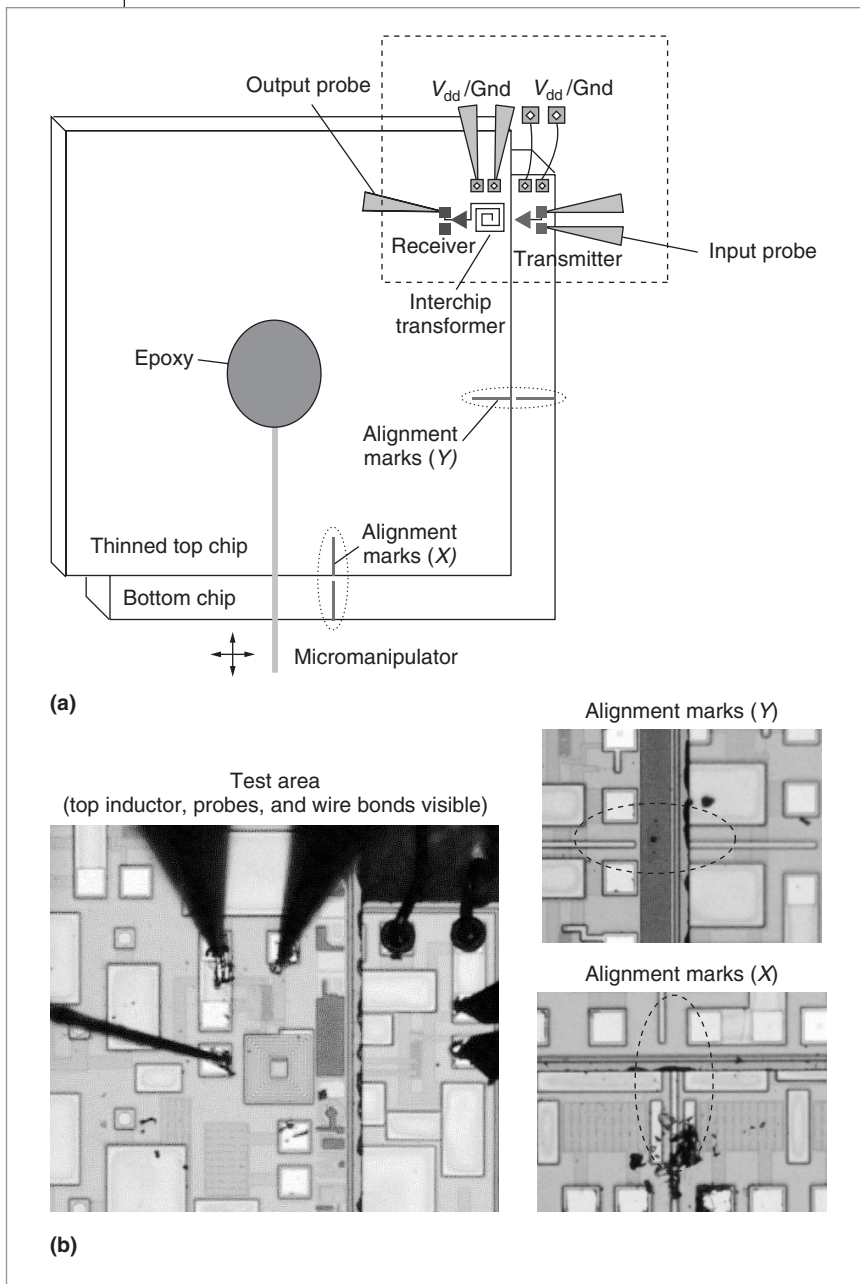 Output probe
V_dd/Gnd V_dd/Gnd
Receiver
Transmitter
Input probe
Interchip
transformer
Epoxy
Alignment
marks (Y)
Alignment
marks (X)
Thinned top chip
Bottom chip
Micromanipulator
(a)
Test area
(top inductor, probes, and wire bonds visible)
Alignment marks (Y)
Alignment marks (X)
(b)